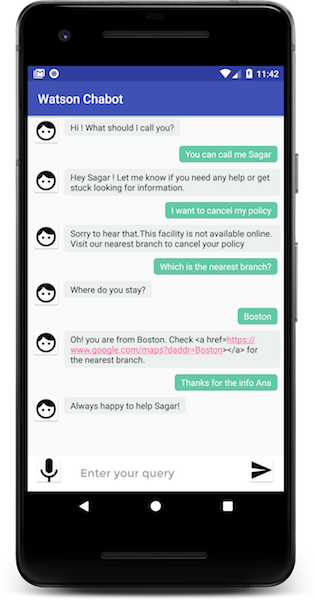 11:42
Watson Chabot
Hi ! What should I call you?
You can call me Sagar
Hey Sagar ! Let me know if you need any help or get
stuck looking for information.
I want to cancel my policy
Sorry to hear that.This facility is not available online.
Visit our nearest branch to cancel your policy
Which is the nearest branch?
Where do you stay?
Boston
Oh! you are from Boston. Check <a href=https://
www.google.com/maps?daddr=Boston></a> for
the nearest branch.
Thanks for the info Ana
Always happy to help Sagar!
Enter your query